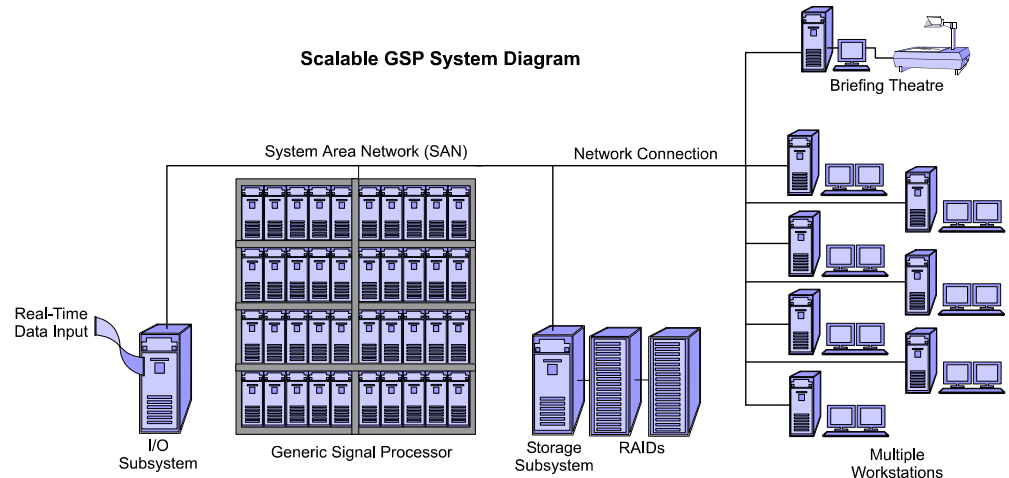 Scalable GSP System Diagram
Briefing Theatre
System Area Network (SAN)
Network Connection
Real-Time
Data Input
I/O
Subsystem
Generic Signal Processor
Storage
Subsystem
RAIDs
Multiple
Workstations